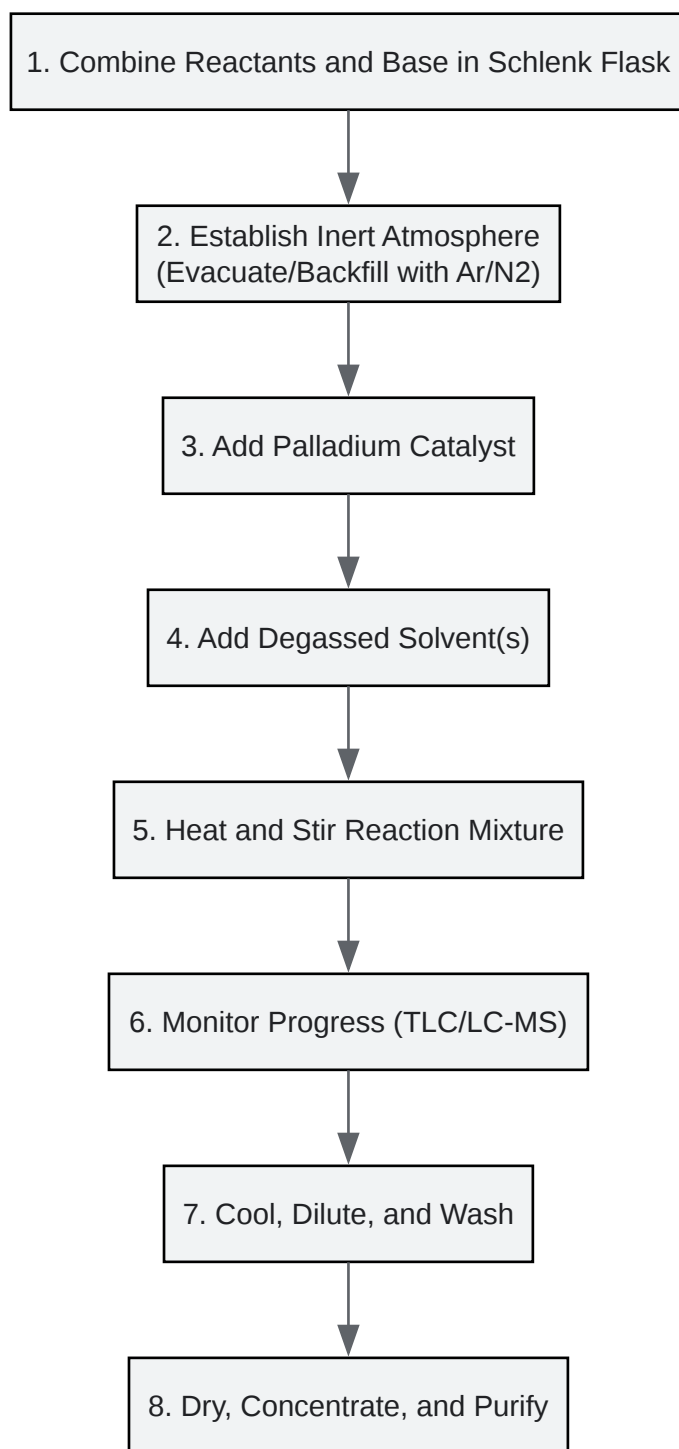 1. Combine Reactants and Base in Schlenk Flask
2. Establish Inert Atmosphere
(Evacuate/Backfill with Ar/N2)
3. Add Palladium Catalyst
4. Add Degassed Solvent(s)
5. Heat and Stir Reaction Mixture
6. Monitor Progress (TLC/LC-MS)
7. Cool, Dilute, and Wash
8. Dry, Concentrate, and Purify